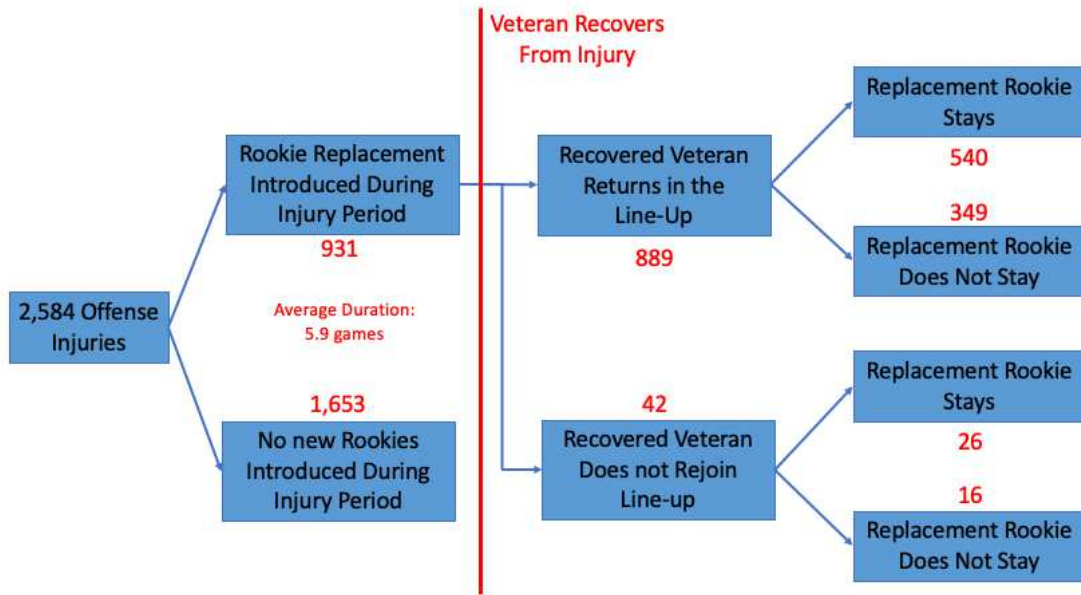 Veteran Recovers
From Injury
2,584 Offense
Injuries
Rookie Replacement
Introduced During
Injury Period
931
Average Duration:
5.9 games
1,653
No new Rookies
Introduced During
Injury Period
Recovered Veteran
Returns in the
Line-Up
889
42
Recovered Veteran
Does not Rejoin
Line-up
Replacement Rookie
Stays
540
349
Replacement Rookie
Does Not Stay
Replacement Rookie
Stays
26
16
Replacement Rookie
Does Not Stay